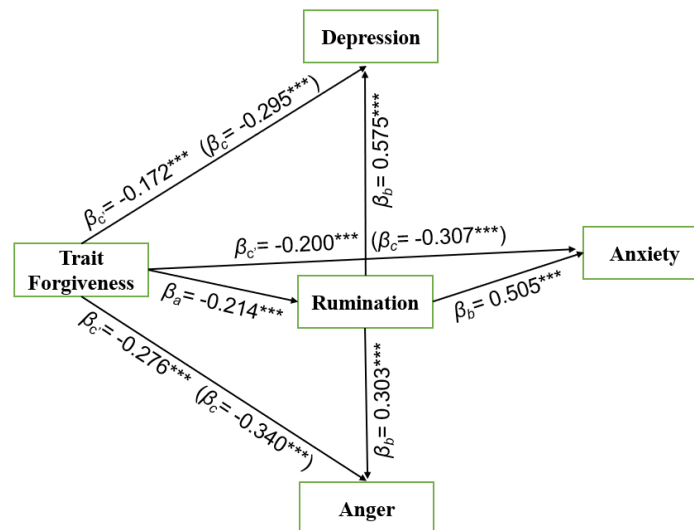 Depression
βc'= -0.172*** (βc= -0.295***)
βb= 0.575***
βc'= -0.200*** (βc= -0.307***)
Anxiety
Trait
Forgiveness
βa= -0.214***
Rumination
βb= 0.505***
βc'= -0.276*** (βc= -0.340***)
βb= 0.303***
Anger